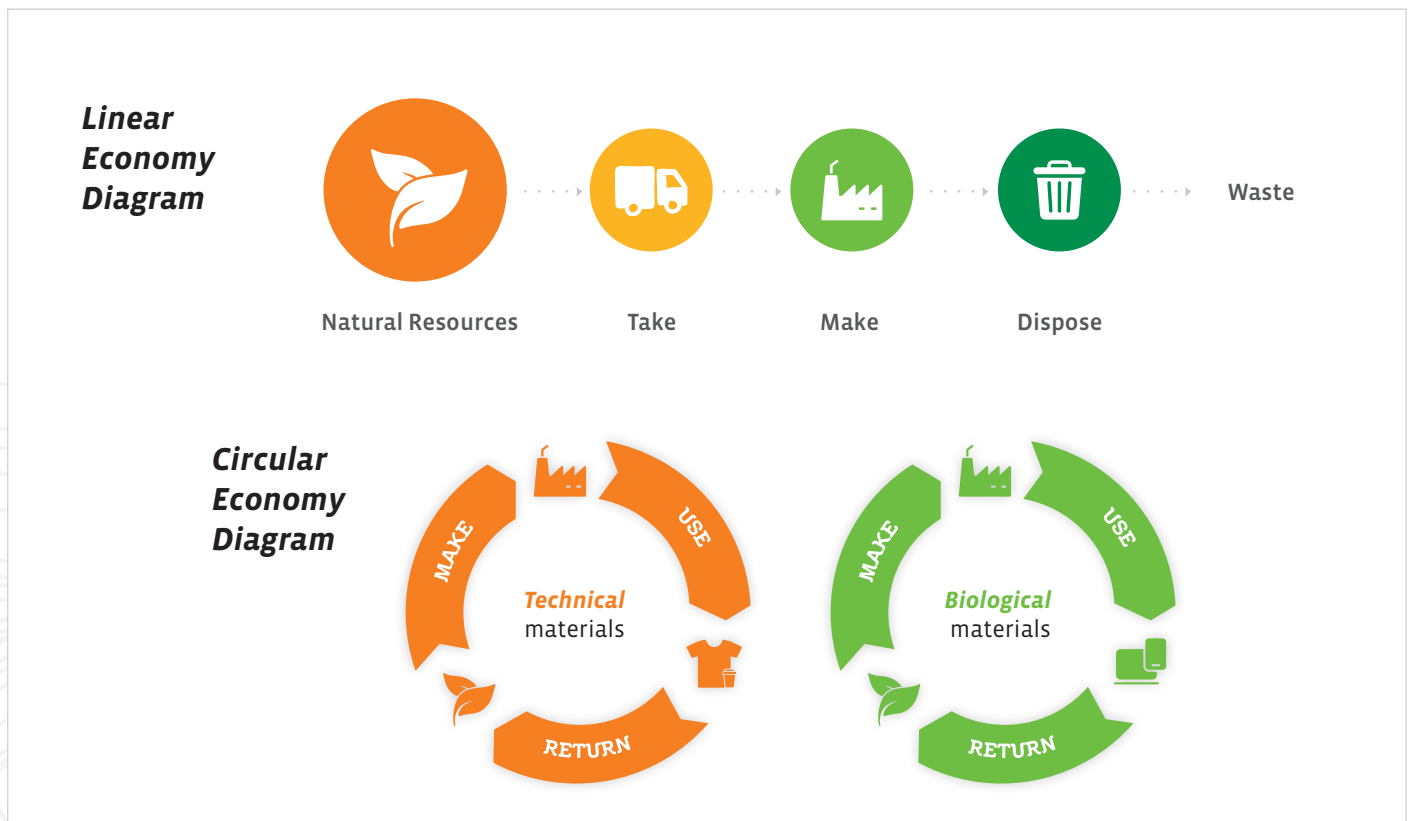 Linear
Economy
Diagram
Waste
Natural Resources
Take
Make
Dispose
Circular
Economy
Diagram
MAKE
USE
Technical
materials
RETURN
MAKE
USE
Biological
materials
RETURN